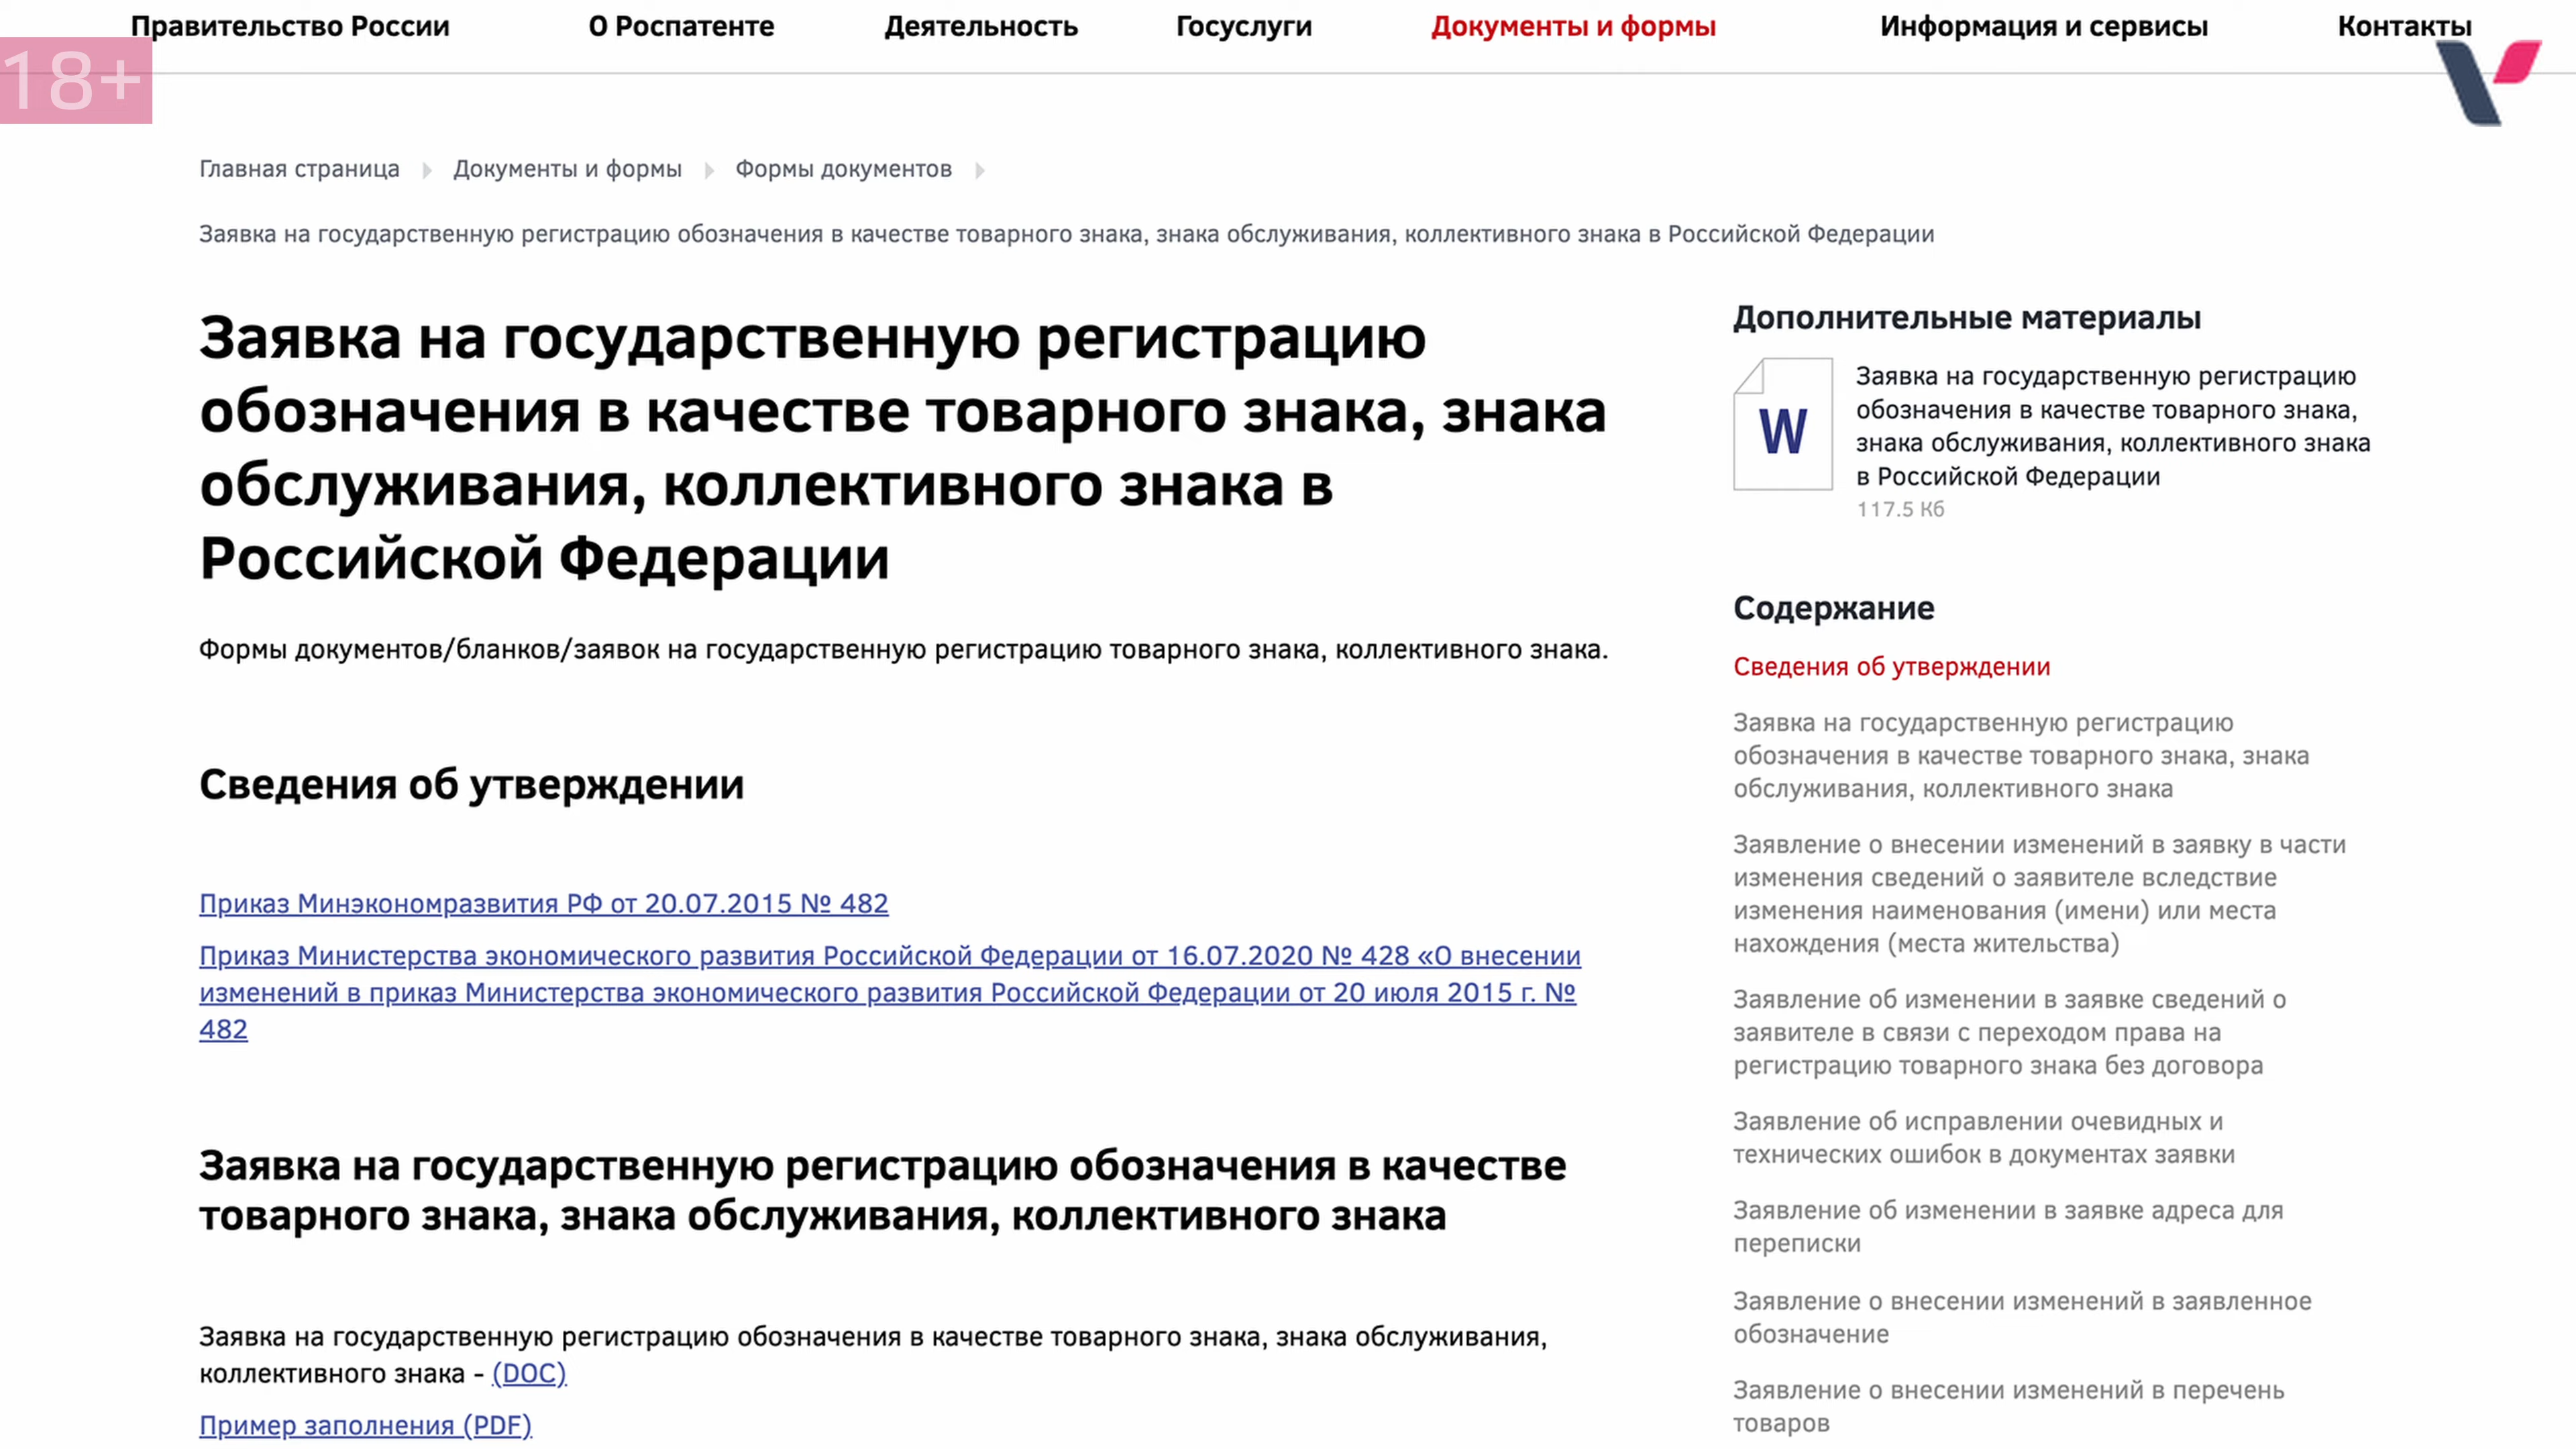 Правительство России
О Роспатенте
Деятельность
Госуслуги
Документы и формы
Информация и сервисы
Контакты
18+
Главная страница
Документы и формы
Формы документов
Заявка на государственную регистрацию обозначения в качестве товарного знака, знака обслуживания, коллективного знака в Российской Федерации
Заявка на государственную регистрацию
обозначения в качестве товарного знака, знака
обслуживания, коллективного знака в
Российской Федерации
Формы документов/бланков/заявок на государственную регистрацию товарного знака, коллективного знака.
Сведения об утверждении
Приказ Минэкономразвития РФ от 20.07.2015 № 482
Приказ Министерства экономического развития Российской Федерации от 16.07.2020 № 428 «О внесении
изменений в приказ Министерства экономического развития Российской Федерации от 20 июля 2015 г. №
482
Заявка на государственную регистрацию обозначения в качестве
товарного знака, знака обслуживания, коллективного знака
Заявка на государственную регистрацию обозначения в качестве товарного знака, знака обслуживания,
коллективного знака - (DOC)
Пример заполнения (PDF)
Дополнительные материалы
W
Заявка на государственную регистрацию
обозначения в качестве товарного знака,
знака обслуживания, коллективного знака
в Российской Федерации
117.5 Кб
Содержание
Сведения об утверждении
Заявка на государственную регистрацию
обозначения в качестве товарного знака, знака
обслуживания, коллективного знака
Заявление о внесении изменений в заявку в части
изменения сведений о заявителе вследствие
изменения наименования (имени) или места
нахождения (места жительства)
Заявление об изменении в заявке сведений о
заявителе в связи с переходом права на
регистрацию товарного знака без договора
Заявление об исправлении очевидных и
технических ошибок в документах заявки
Заявление об изменении в заявке адреса для
переписки
Заявление о внесении изменений в заявленное
обозначение
Заявление о внесении изменений в перечень
товаров